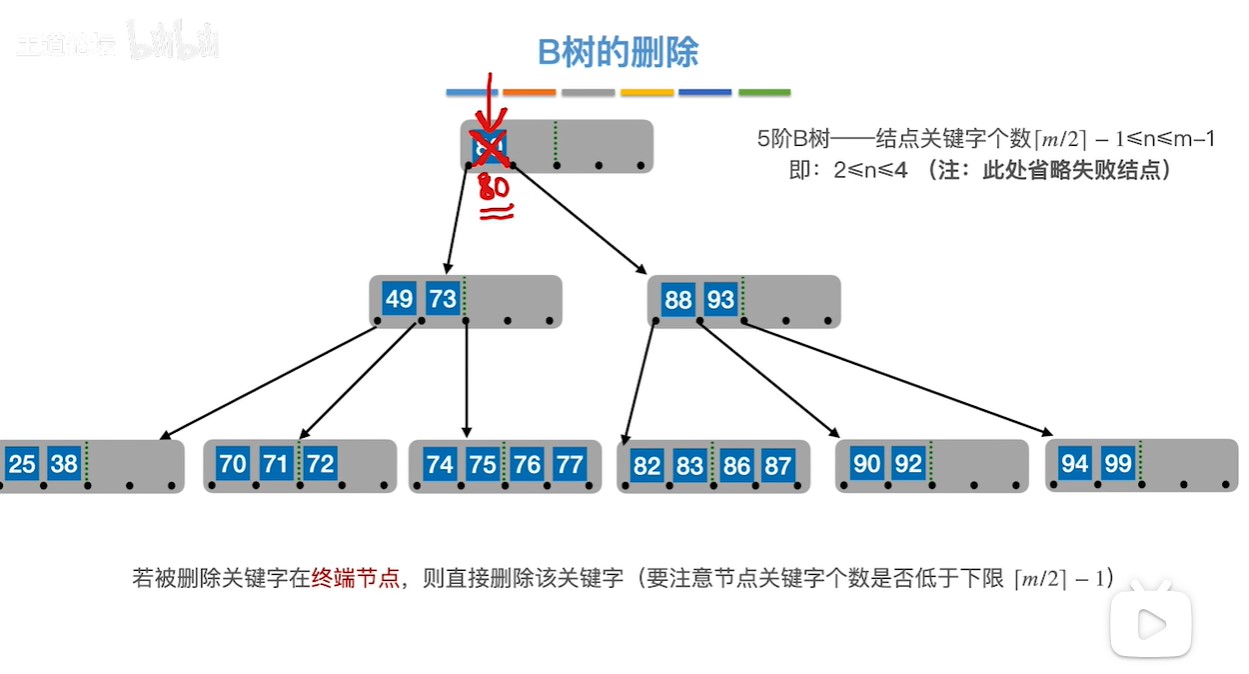 王道论坛 bilibili
B树的删除
5阶B树——结点关键字个数⌈m/2⌉ − 1≤n≤m−1
即：2≤n≤4 （注：此处省略失败结点）
80
49 73
88 93
25 38
70 71 72
74 75 76 77
82 83 86 87
90 92
94 99
若被删除关键字在终端节点，则直接删除该关键字（要注意节点关键字个数是否低于下限 ⌈m/2⌉ − 1）